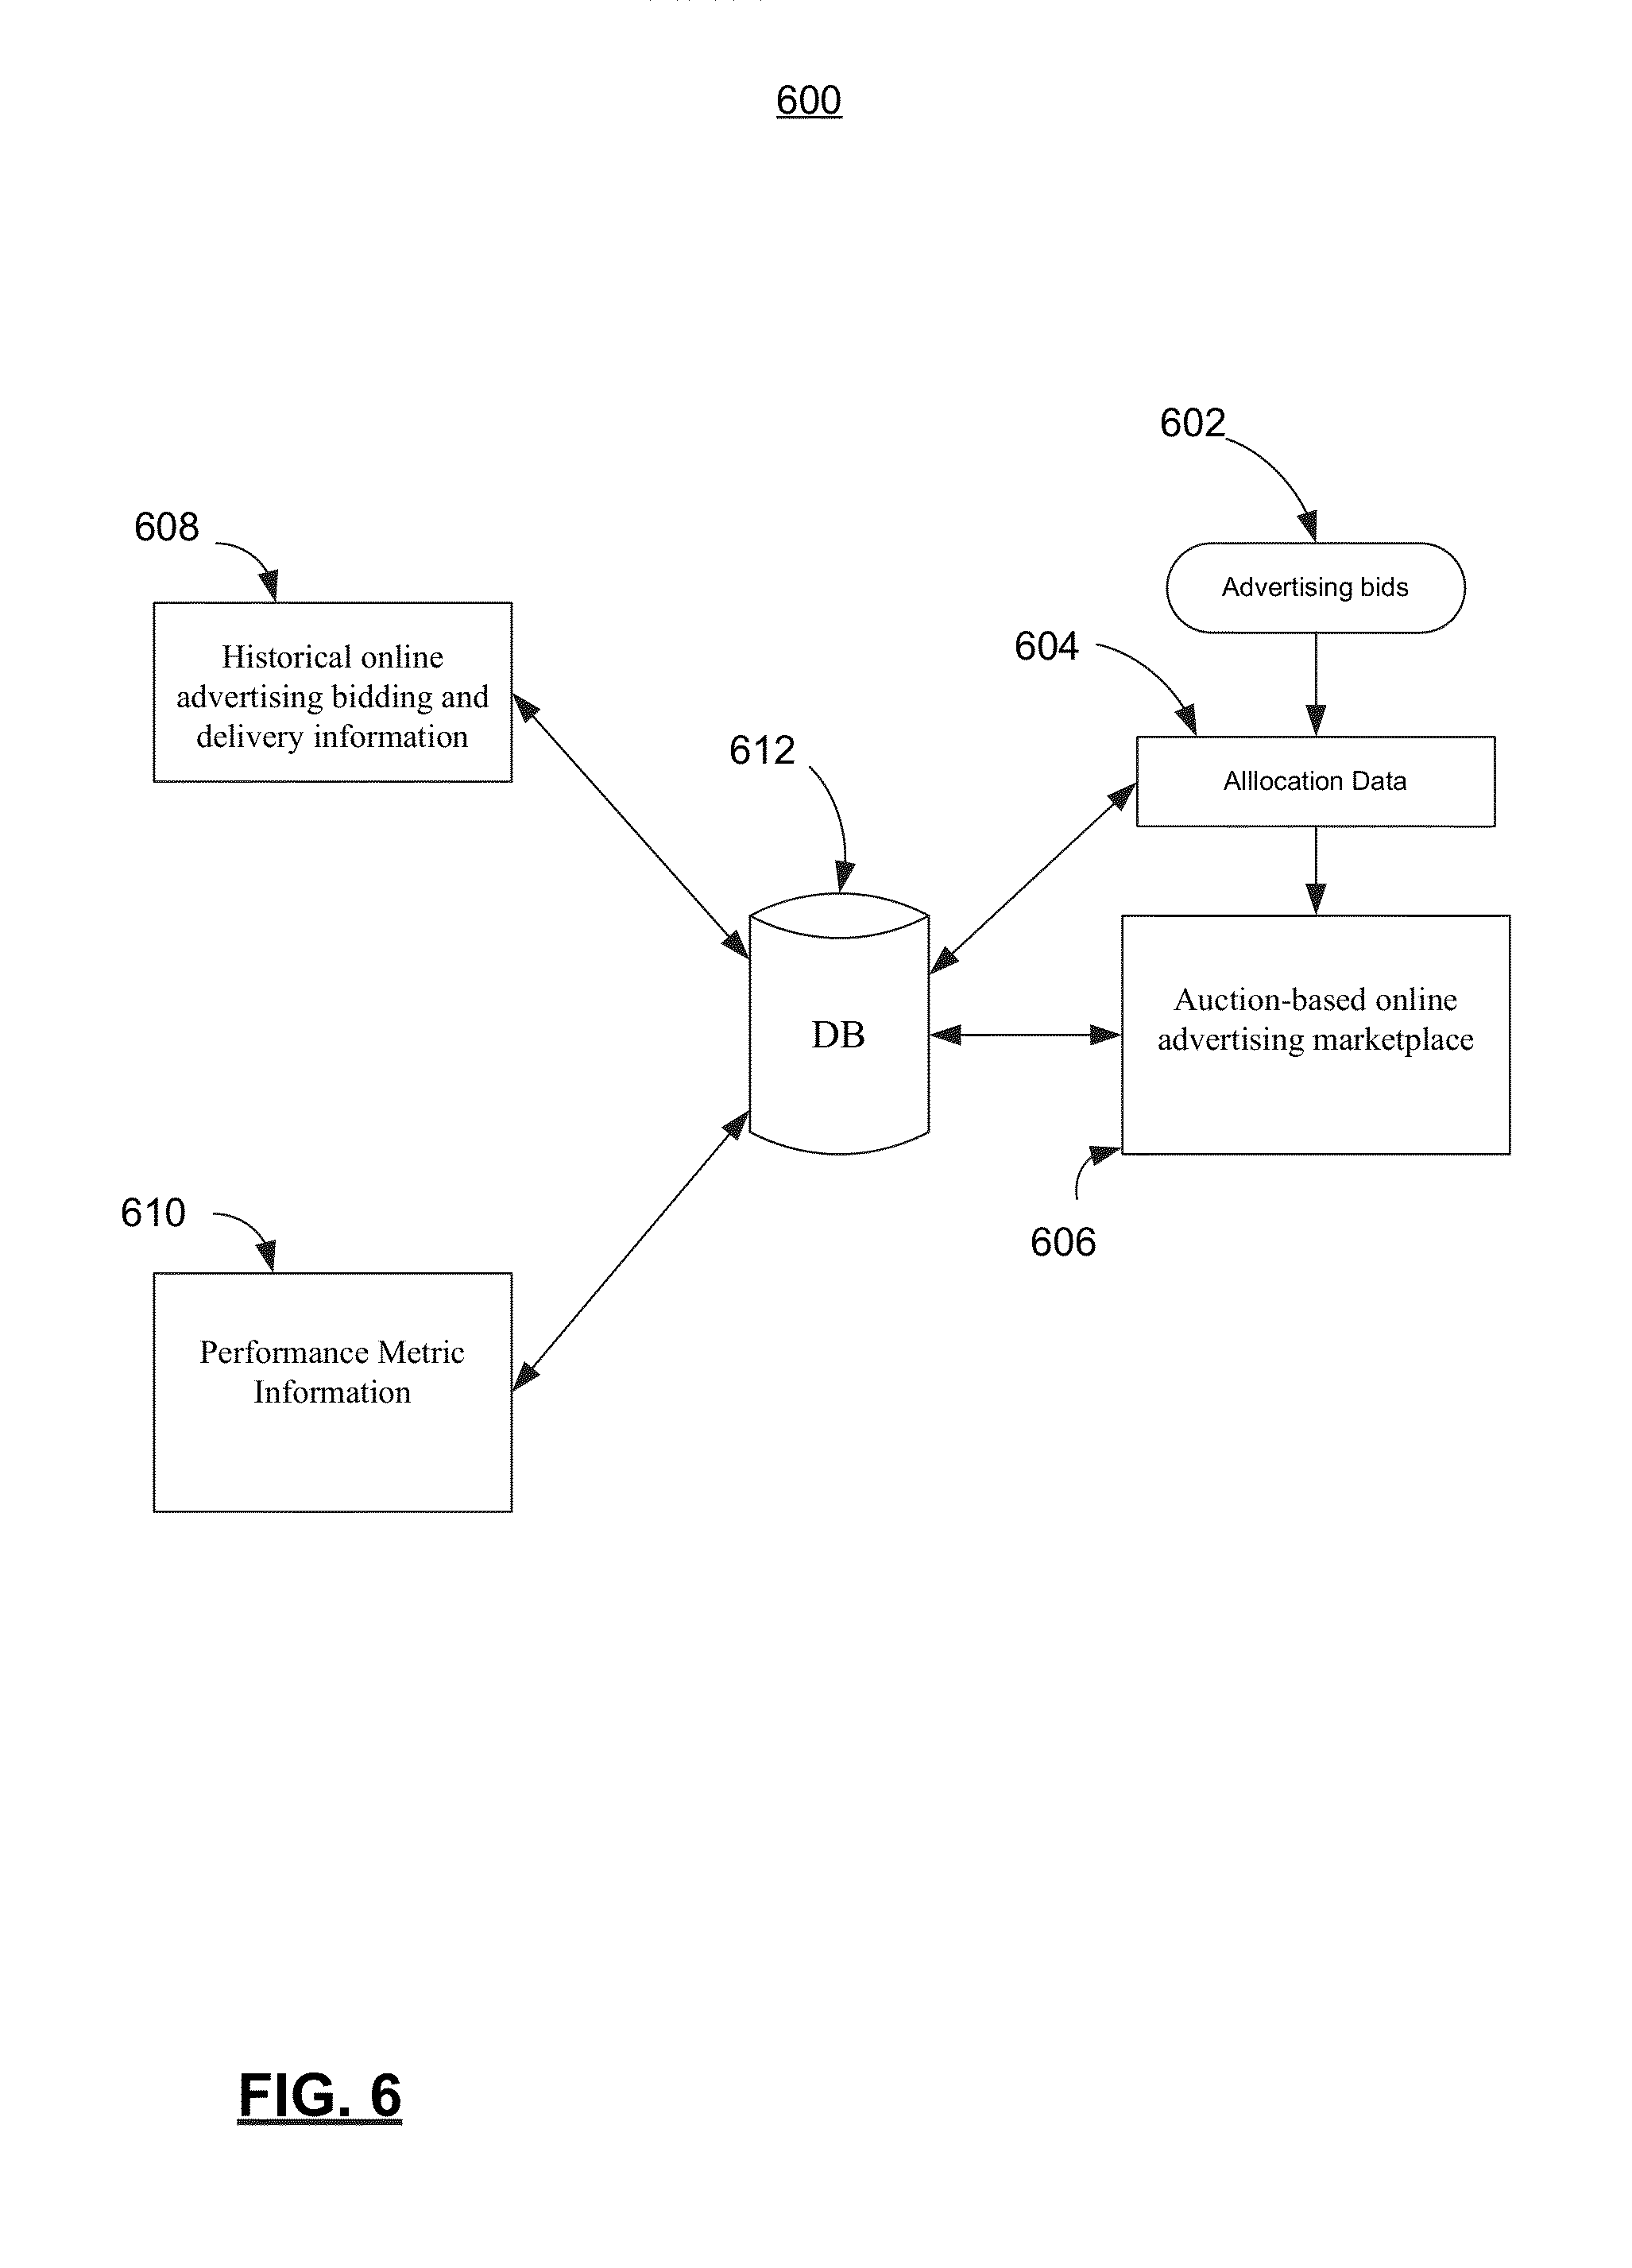 600
602
608
Advertising bids
604
Historical online
advertising bidding and
delivery information
612
Alllocation Data
Auction-based online
advertising marketplace
DB
610
606
Performance Metric
Information
FIG. 6